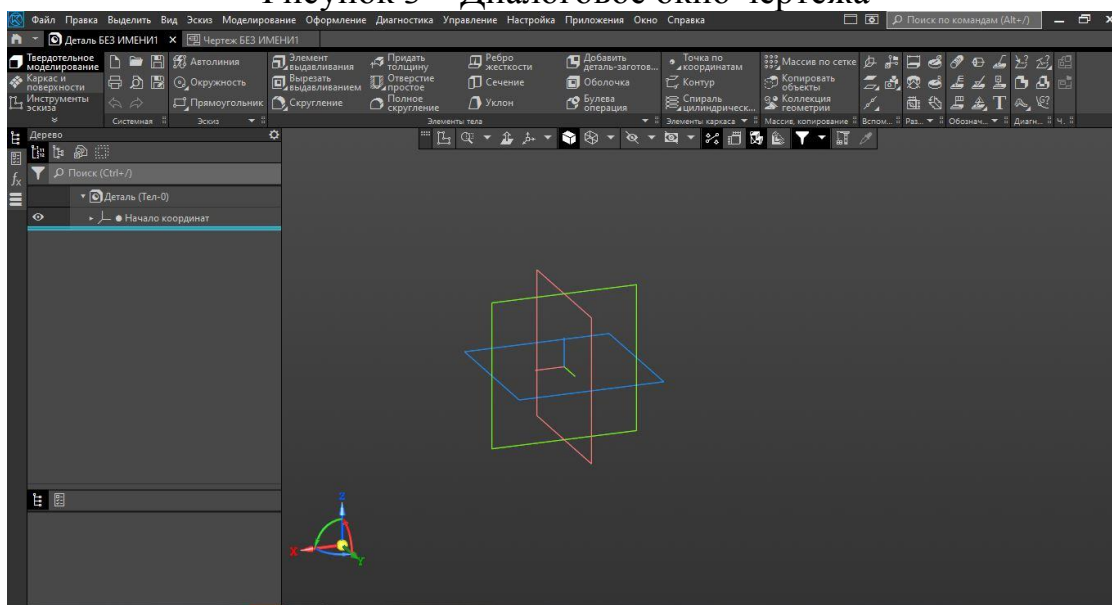 Рисунок 3 – Диалоговое окно чертежа
Файл Правка Выделить Вид Эскиз Моделирование Оформление Диагностика Управление Настройка Приложения Окно Справка Поиск по командам (Alt+/)
Деталь БЕЗ ИМЕНИ1 × Чертеж БЕЗ ИМЕНИ1
Твердотельное моделирование
Каркас и поверхности
Инструменты эскиза
Системная
Автолиния
Окружность
Прямоугольник
Эскиз
Элемент выдавливания
Вырезать выдавливанием
Скругление
Придать толщину
Отверстие простое
Полное скругление
Ребро жесткости
Сечение
Уклон
Добавить деталь-заготов...
Оболочка
Булева операция
Элементы тела
Точка по координатам
Контур
Спираль цилиндрическ...
Элементы каркаса
Массив по сетке
Копировать объекты
Коллекция геометрии
Массив, копирование
Вспом...
Раз...
Обознач...
Диагн...
Ч.
Дерево
Поиск (Ctrl+/)
Деталь (Тел-0)
Начало координат
Z
X
Y